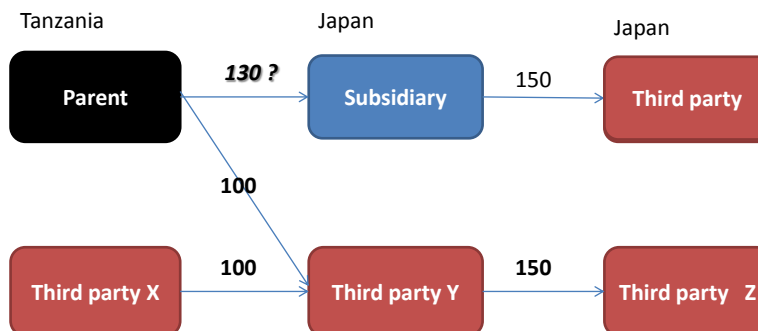 Tanzania
Japan
Japan
130 ?
Parent
Subsidiary
150
Third party
100
100
150
Third party X
Third party Y
Third party Z